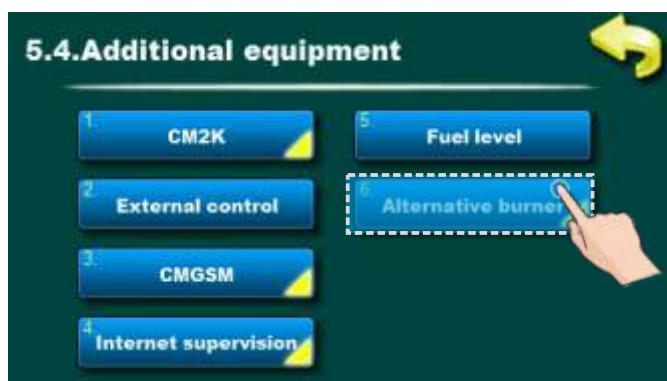 5.4.Additional equipment
1. CM2K
2. External control
3. CMGSM
4. Internet supervision
5. Fuel level
6. Alternative burner